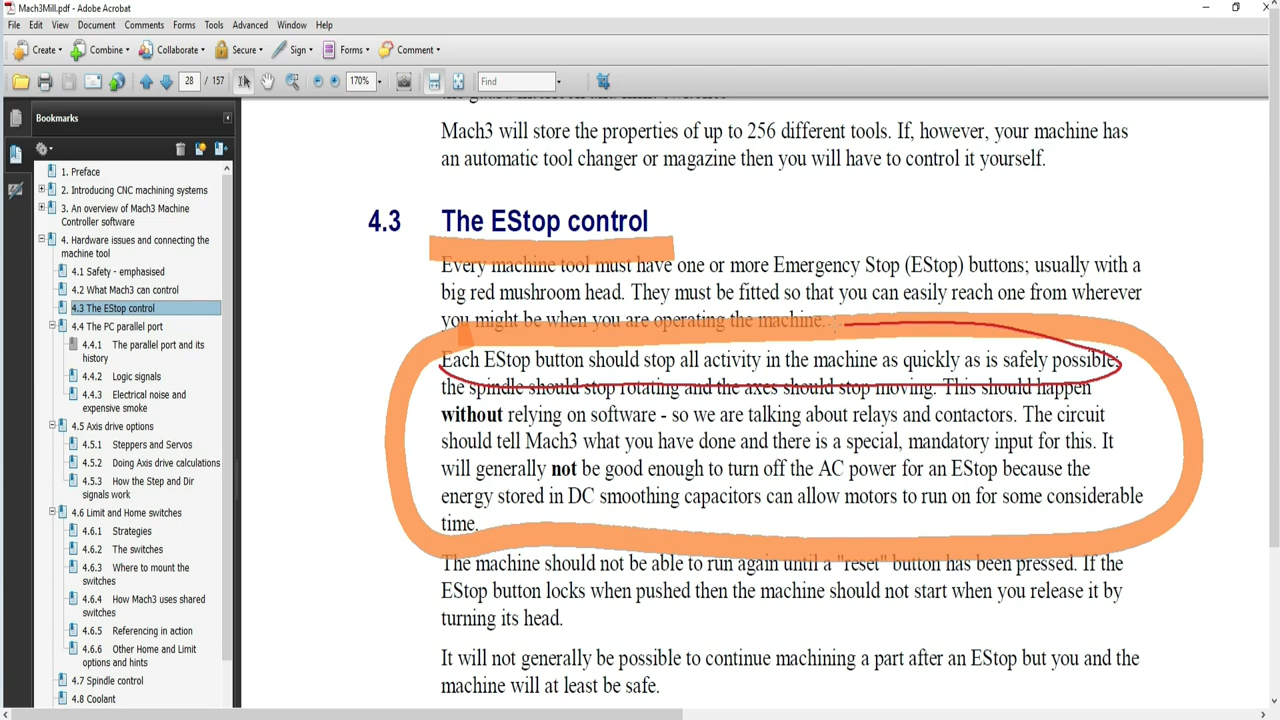 Mach3Mill.pdf - Adobe Acrobat
File Edit View Document Comments Forms Tools Advanced Window Help
Create Combine Collaborate Secure Sign Forms Comment
28 / 157 170% Find
Bookmarks
1. Preface
2. Introducing CNC machining systems
3. An overview of Mach3 Machine
Controller software
4. Hardware issues and connecting the
machine tool
4.1 Safety - emphasised
4.2 What Mach3 can control
4.3 The EStop control
4.4 The PC parallel port
4.4.1 The parallel port and its
history
4.4.2 Logic signals
4.4.3 Electrical noise and
expensive smoke
4.5 Axis drive options
4.5.1 Steppers and Servos
4.5.2 Doing Axis drive calculations
4.5.3 How the Step and Dir
signals work
4.6 Limit and Home switches
4.6.1 Strategies
4.6.2 The switches
4.6.3 Where to mount the
switches
4.6.4 How Mach3 uses shared
switches
4.6.5 Referencing in action
4.6.6 Other Home and Limit
options and hints
4.7 Spindle control
4.8 Coolant
Mach3 will store the properties of up to 256 different tools. If, however, your machine has
an automatic tool changer or magazine then you will have to control it yourself.
4.3 The EStop control
Every machine tool must have one or more Emergency Stop (EStop) buttons; usually with a
big red mushroom head. They must be fitted so that you can easily reach one from wherever
you might be when you are operating the machine.
Each EStop button should stop all activity in the machine as quickly as is safely possible;
the spindle should stop rotating and the axes should stop moving. This should happen
without relying on software - so we are talking about relays and contactors. The circuit
should tell Mach3 what you have done and there is a special, mandatory input for this. It
will generally not be good enough to turn off the AC power for an EStop because the
energy stored in DC smoothing capacitors can allow motors to run on for some considerable
time.
The machine should not be able to run again until a "reset" button has been pressed. If the
EStop button locks when pushed then the machine should not start when you release it by
turning its head.
It will not generally be possible to continue machining a part after an EStop but you and the
machine will at least be safe.